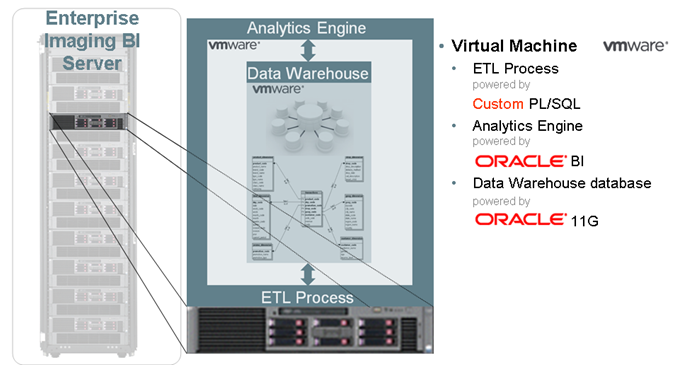 Enterprise
Imaging BI
Server
Analytics Engine
vmware®
Data Warehouse
vmware®
ETL Process
• Virtual Machine vmware®
• ETL Process
powered by
Custom PL/SQL
• Analytics Engine
powered by
ORACLE® BI
• Data Warehouse database
powered by
ORACLE® 11G